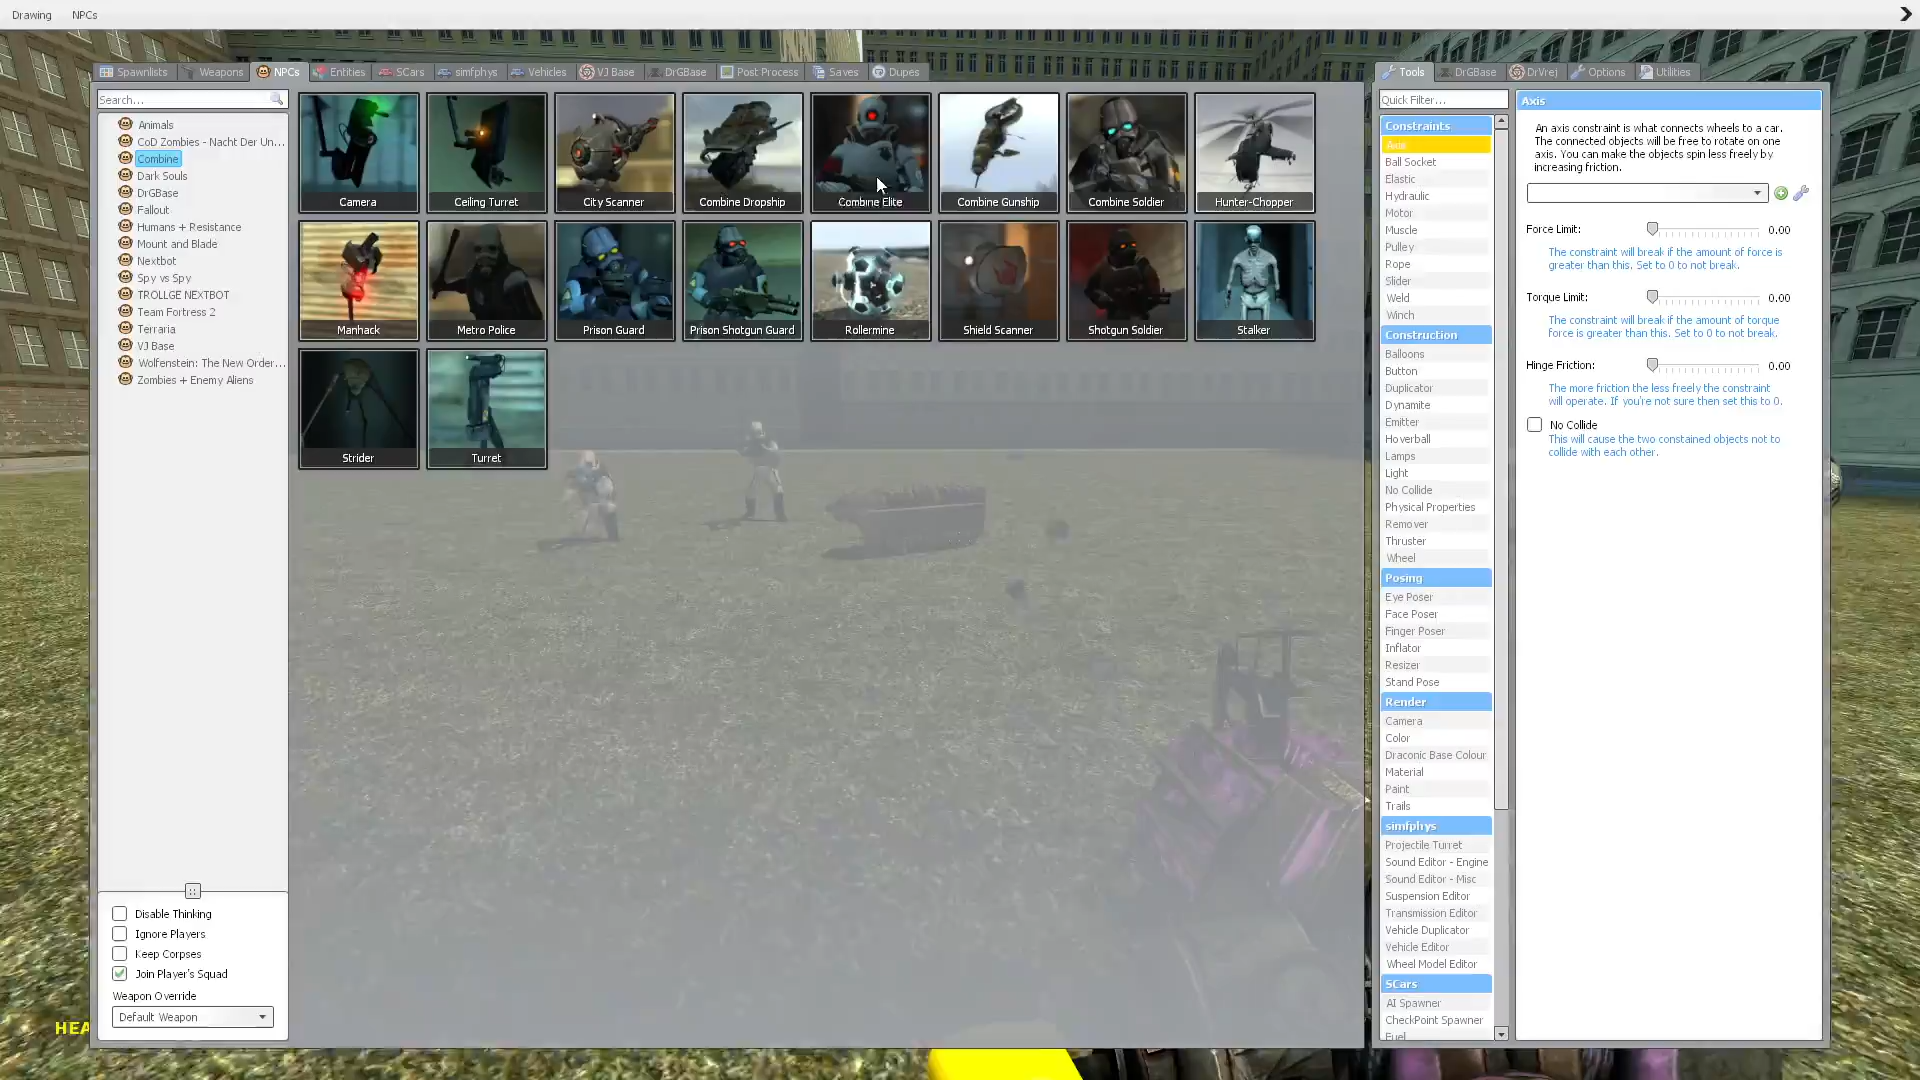 Drawing NPCs
Spawnlists Weapons NPCs Entities SCars simfphys Vehicles VJ Base DrGBase Post Process Saves Dupes
Search...
Animals
CoD Zombies - Nacht Der Un...
Combine
Dark Souls
DrGBase
Fallout
Humans + Resistance
Mount and Blade
Nextbot
Spy vs Spy
TROLLGE NEXTBOT
Team Fortress 2
Terraria
VJ Base
Wolfenstein: The New Order...
Zombies + Enemy Aliens
Disable Thinking
Ignore Players
Keep Corpses
Join Player's Squad
Weapon Override
Default Weapon
HEA
Camera
Ceiling Turret
City Scanner
Combine Dropship
Combine Elite
Combine Gunship
Combine Soldier
Hunter-Chopper
Manhack
Metro Police
Prison Guard
Prison Shotgun Guard
Rollermine
Shield Scanner
Shotgun Soldier
Stalker
Strider
Turret
Tools DrGBase DrVrej Options Utilities
Quick Filter...
Constraints
Axis
Ball Socket
Elastic
Hydraulic
Motor
Muscle
Pulley
Rope
Slider
Weld
Winch
Construction
Balloons
Button
Duplicator
Dynamite
Emitter
Hoverball
Lamps
Light
No Collide
Physical Properties
Remover
Thruster
Wheel
Posing
Eye Poser
Face Poser
Finger Poser
Inflator
Resizer
Stand Pose
Render
Camera
Color
Draconic Base Colour
Material
Paint
Trails
simfphys
Projectile Turret
Sound Editor - Engine
Sound Editor - Misc
Suspension Editor
Transmission Editor
Vehicle Duplicator
Vehicle Editor
Wheel Model Editor
SCars
AI Spawner
CheckPoint Spawner
Fuel
Axis
An axis constraint is what connects wheels to a car.
The connected objects will be free to rotate on one
axis. You can make the objects spin less freely by
increasing friction.
Force Limit: 0.00
The constraint will break if the amount of force is
greater than this. Set to 0 to not break.
Torque Limit: 0.00
The constraint will break if the amount of torque
force is greater than this. Set to 0 to not break.
Hinge Friction: 0.00
The more friction the less freely the constraint
will operate. If you're not sure then set this to 0.
No Collide
This will cause the two constained objects not to
collide with each other.